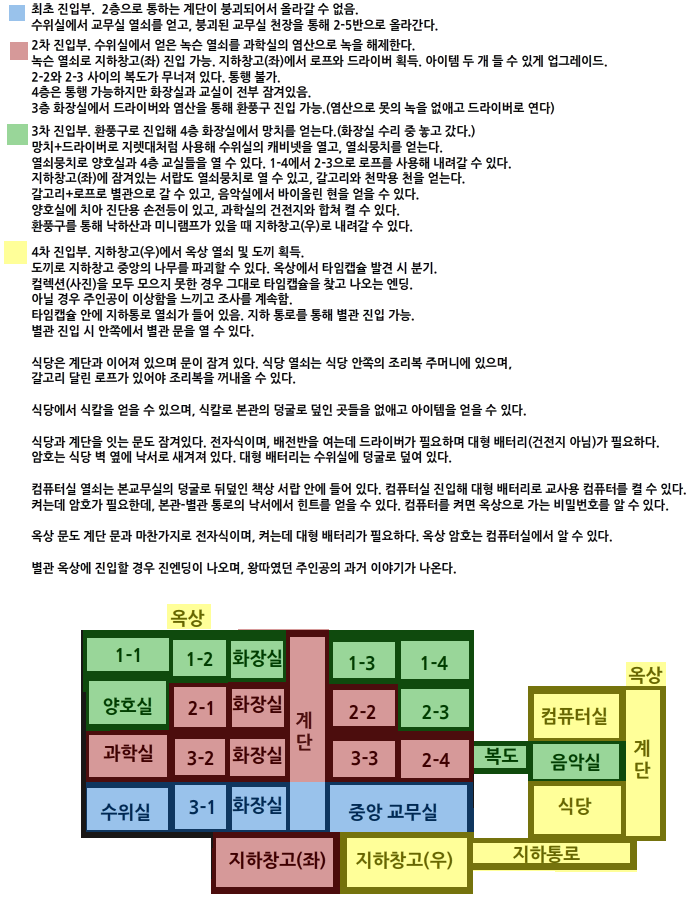 최초 진입부. 2층으로 통하는 계단이 붕괴되어서 올라갈 수 없음.
수위실에서 교무실 열쇠를 얻고, 붕괴된 교무실 천장을 통해 2-5반으로 올라간다.
2차 진입부. 수위실에서 얻은 녹슨 열쇠를 과학실의 염산으로 녹을 해제한다.
녹슨 열쇠로 지하창고(좌) 진입 가능. 지하창고(좌)에서 로프와 드라이버 획득. 아이템 두 개 들 수 있게 업그레이드.
2-2와 2-3 사이의 복도가 무너져 있다. 통행 불가.
4층은 통행 가능하지만 화장실과 교실이 전부 잠겨있음.
3층 화장실에서 드라이버와 염산을 통해 환풍구 진입 가능.(염산으로 못의 녹을 없애고 드라이버로 연다)
3차 진입부. 환풍구로 진입해 4층 화장실에서 망치를 얻는다.(화장실 수리 중 놓고 갔다.)
망치+드라이버로 지렛대처럼 사용해 수위실의 캐비넷을 열고, 열쇠뭉치를 얻는다.
열쇠뭉치로 양호실과 4층 교실들을 열 수 있다. 1-4에서 2-3으로 로프를 사용해 내려갈 수 있다.
지하창고(좌)에 잠겨있는 서랍도 열쇠뭉치로 열 수 있고, 갈고리와 천막용 천을 얻는다.
갈고리+로프로 별관으로 갈 수 있고, 음악실에서 바이올린 현을 얻을 수 있다.
양호실에 치아 진단용 손전등이 있고, 과학실의 건전지와 합쳐 켤 수 있다.
환풍구를 통해 낙하산과 미니램프가 있을 때 지하창고(우)로 내려갈 수 있다.
4차 진입부. 지하창고(우)에서 옥상 열쇠 및 도끼 획득.
도끼로 지하창고 중앙의 나무를 파괴할 수 있다. 옥상에서 타임캡슐 발견 시 분기.
컬렉션(사진)을 모두 모으지 못한 경우 그대로 타임캡슐을 찾고 나오는 엔딩.
아닐 경우 주인공이 이상함을 느끼고 조사를 계속함.
타임캡슐 안에 지하통로 열쇠가 들어 있음. 지하 통로를 통해 별관 진입 가능.
별관 진입 시 안쪽에서 별관 문을 열 수 있다.
식당은 계단과 이어져 있으며 문이 잠겨 있다. 식당 열쇠는 식당 안쪽의 조리복 주머니에 있으며,
갈고리 달린 로프가 있어야 조리복을 꺼내올 수 있다.
식당에서 식칼을 얻을 수 있으며, 식칼로 본관의 덩굴로 덮인 곳들을 없애고 아이템을 얻을 수 있다.
식당과 계단을 잇는 문도 잠겨있다. 전자식이며, 배전반을 여는데 드라이버가 필요하며 대형 배터리(건전지 아님)가 필요하다.
암호는 식당 벽 옆에 낙서로 새겨져 있다. 대형 배터리는 수위실에 덩굴로 덮여 있다.
컴퓨터실 열쇠는 본교무실의 덩굴로 뒤덮인 책상 서랍 안에 들어 있다. 컴퓨터실 진입해 대형 배터리로 교사용 컴퓨터를 켤 수 있다.
켜는데 암호가 필요한데, 본관-별관 통로의 낙서에서 힌트를 얻을 수 있다. 컴퓨터를 켜면 옥상으로 가는 비밀번호를 알 수 있다.
옥상 문도 계단 문과 마찬가지로 전자식이며, 켜는데 대형 배터리가 필요하다. 옥상 암호는 컴퓨터실에서 알 수 있다.
별관 옥상에 진입할 경우 진엔딩이 나오며, 왕따였던 주인공의 과거 이야기가 나온다.
옥상
1-1 1-2 화장실 1-3 1-4
옥상
양호실 2-1 화장실 계단 2-2 2-3 컴퓨터실
과학실 3-2 화장실 3-3 2-4 복도 음악실 계단
수위실 3-1 화장실 중앙 교무실 식당
지하창고(좌) 지하창고(우) 지하통로